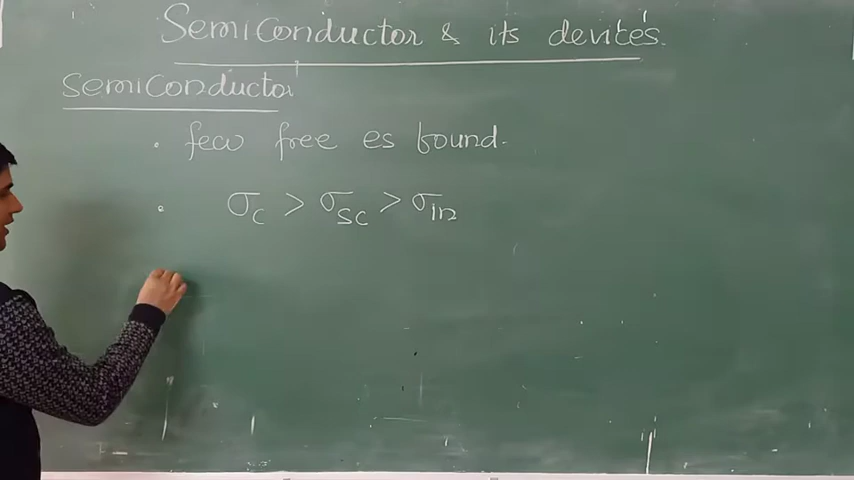 Semiconductor & its devices.
Semiconductor
• few free es found.
• σc > σsc > σin